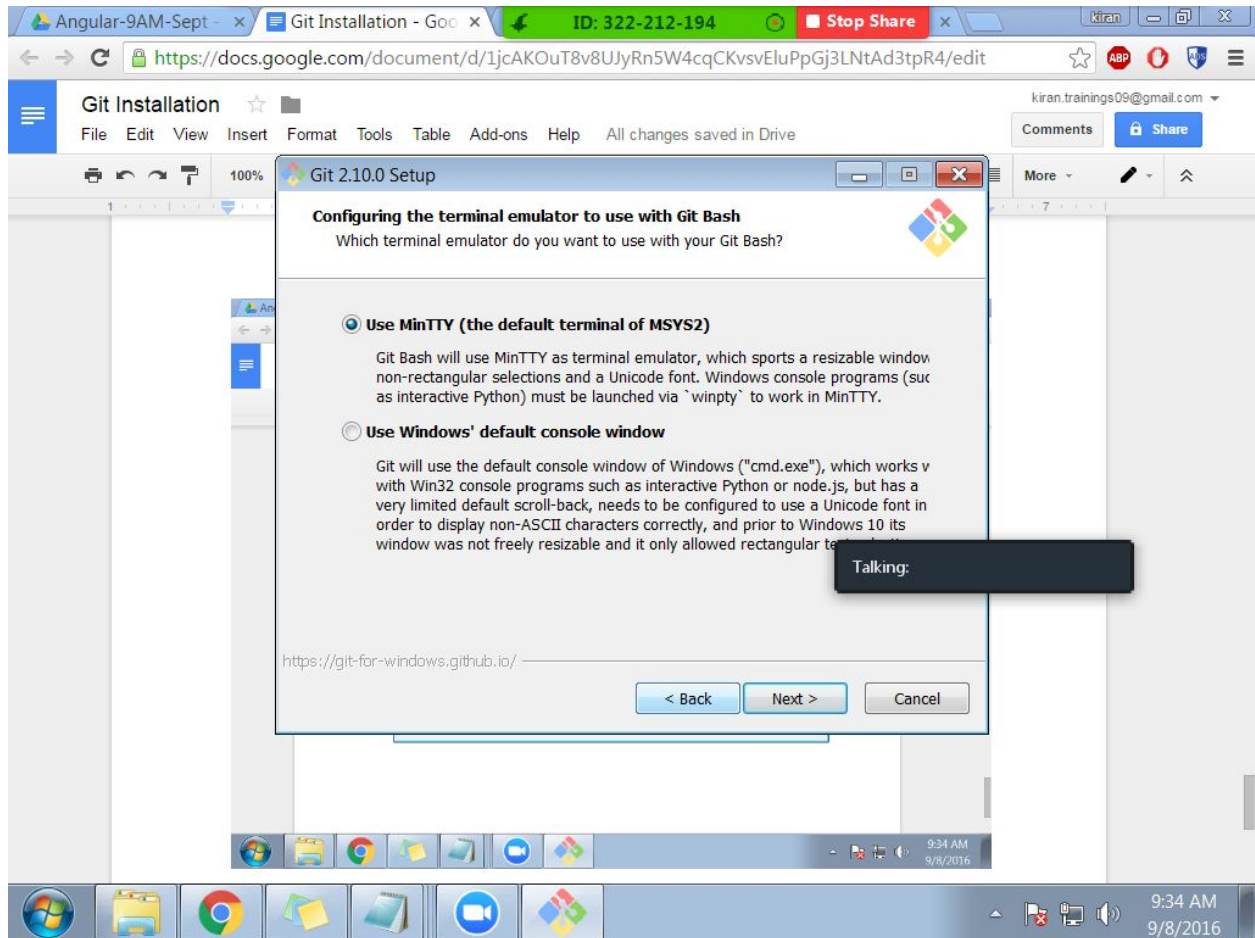 Angular-9AM-Sept -
Git Installation - Goo
ID: 322-212-194
Stop Share
kiran
https://docs.google.com/document/d/1jcAKOuT8v8UJyRn5W4cqCKvsvEluPpGj3LNtAd3tpR4/edit
ABP
ADS
Git Installation
kiran.trainings09@gmail.com
File Edit View Insert Format Tools Table Add-ons Help All changes saved in Drive
Comments
Share
100%
Git 2.10.0 Setup
More
1
7
Configuring the terminal emulator to use with Git Bash
Which terminal emulator do you want to use with your Git Bash?
An
Use MinTTY (the default terminal of MSYS2)
Git Bash will use MinTTY as terminal emulator, which sports a resizable window
non-rectangular selections and a Unicode font. Windows console programs (suc
as interactive Python) must be launched via `winpty` to work in MinTTY.
Use Windows' default console window
Git will use the default console window of Windows ("cmd.exe"), which works
with Win32 console programs such as interactive Python or node.js, but has a
very limited default scroll-back, needs to be configured to use a Unicode font in
order to display non-ASCII characters correctly, and prior to Windows 10 its
window was not freely resizable and it only allowed rectangular
Talking:
https://git-for-windows.github.io/
< Back
Next >
Cancel
9:34 AM
9/8/2016
9:34 AM
9/8/2016